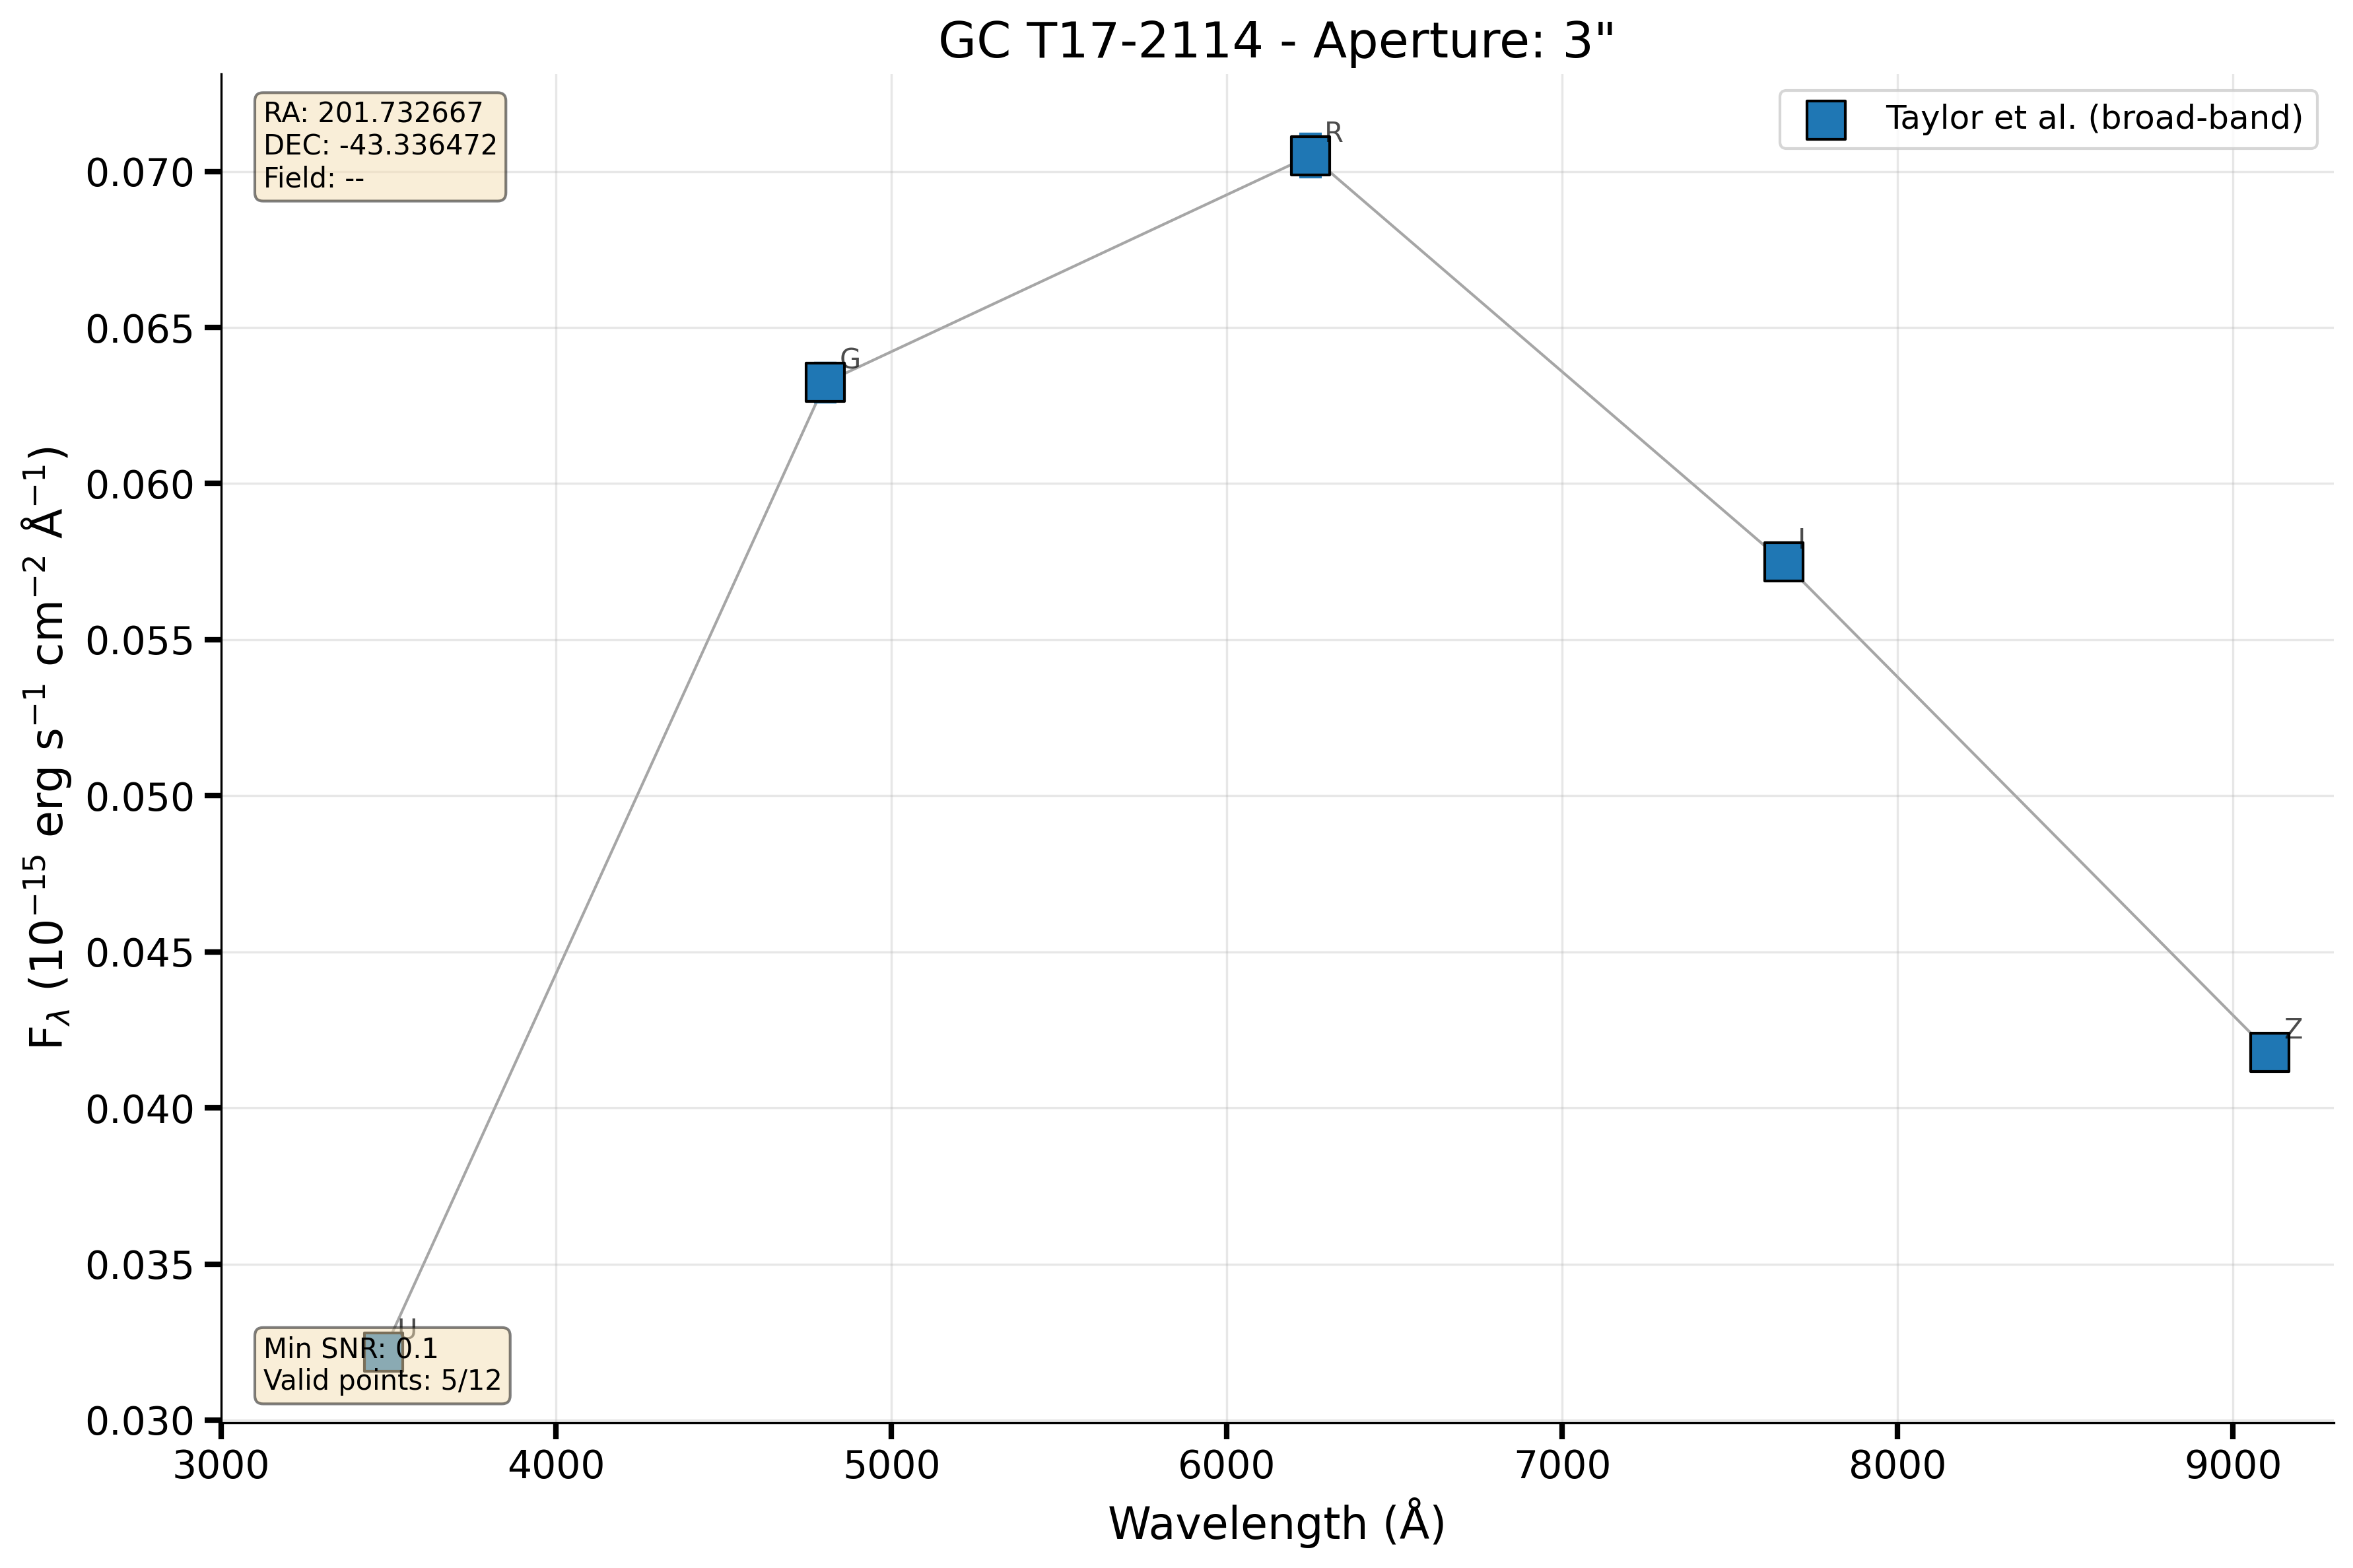 GC T17-2114 - Aperture: 3"
RA: 201.732667
DEC: -43.336472
Field: --
Taylor et al. (broad-band)
R
G
I
Z
U
Min SNR: 0.1
Valid points: 5/12
0.070
0.065
0.060
0.055
0.050
0.045
0.040
0.035
0.030
F_λ (10⁻¹⁵ erg s⁻¹ cm⁻² Å⁻¹)
3000 4000 5000 6000 7000 8000 9000
Wavelength (Å)